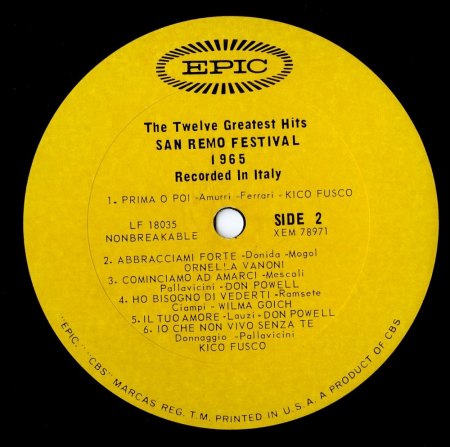 EPIC
The Twelve Greatest Hits
SAN REMO FESTIVAL
1965
Recorded In Italy
1. PRIMA O POI -Amurri -Ferrari - KICO FUSCO
LF 18035
NONBREAKABLE
SIDE 2
XEM 78971
2. ABBRACCIAMI FORTE -Donida -Mogol
ORNELLA VANONI
3. COMINCIAMO AD AMARCI -Mescoli
Pallavicini -DON POWELL
4. HO BISOGNO DI VEDERTI -Ramsete
Ciampi - WILMA GOICH
5. IL TUO AMORE -Lauzi- DON POWELL
6. IO CHE NON VIVO SENZA TE
Donnaggio -Pallavicini
KICO FUSCO
"EPIC," "CBS" MARCAS REG. T.M. PRINTED IN U.S.A. A PRODUCT OF CBS